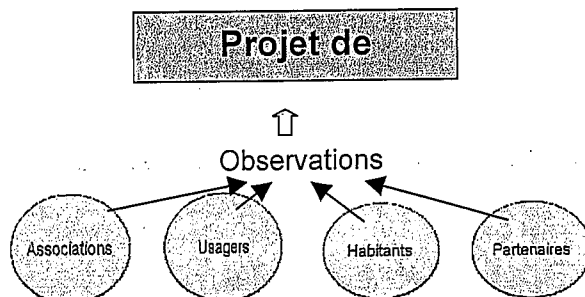 Projet de
Observations
Associations
Usagers
Habitants
Partenaires